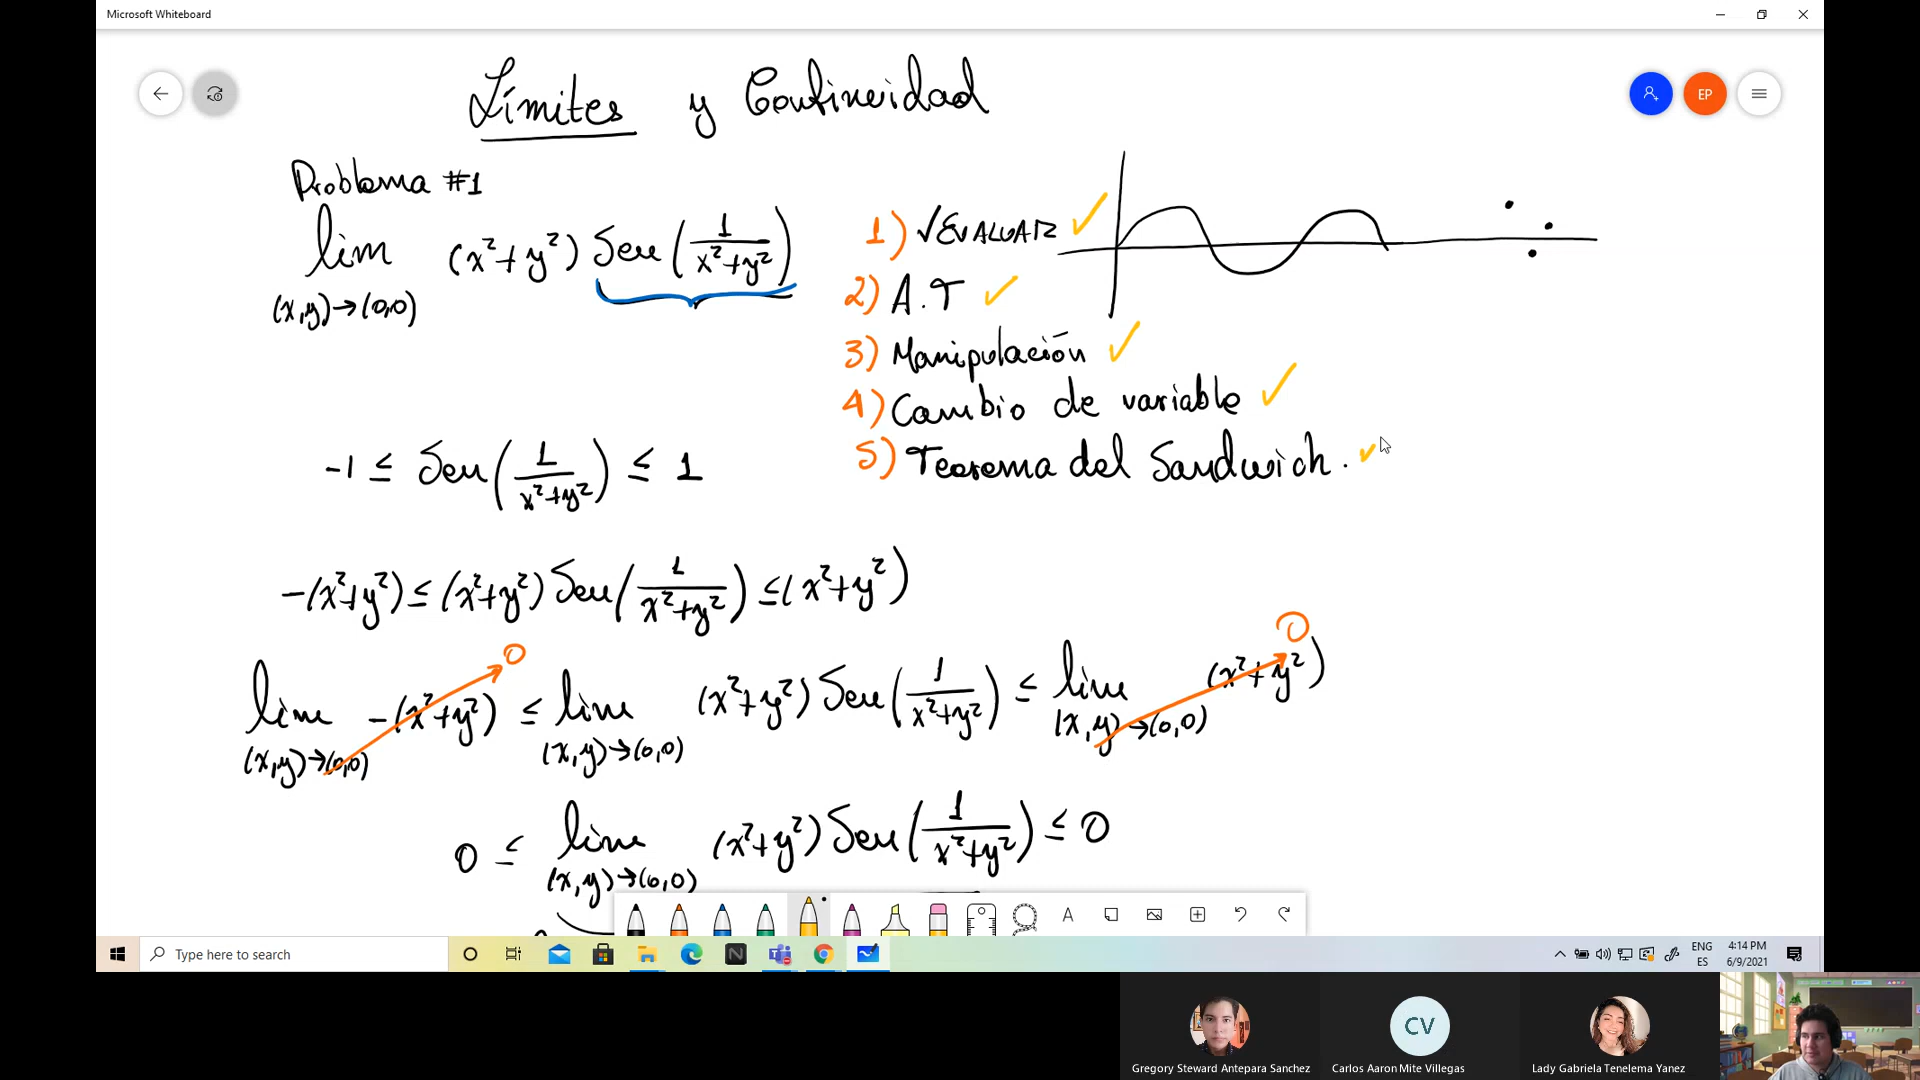 Microsoft Whiteboard
Límites y Continuidad
EP
Problema #1
lim (x²+y²) Sen(1/(x²+y²))
(x,y)→(0,0)
1) √EVALUAR ✓
2) A.T ✓
3) Manipulación ✓
4) Cambio de variable ✓
5) Teorema del Sandwich. ✓
-1 ≤ Sen(1/(x²+y²)) ≤ 1
-(x²+y²) ≤ (x²+y²) Sen(1/(x²+y²)) ≤ (x²+y²)
0 0
lim -(x²+y²) ≤ lim (x²+y²) Sen(1/(x²+y²)) ≤ lim (x²+y²)
(x,y)→(0,0) (x,y)→(0,0) (x,y)→(0,0)
0 ≤ lim (x²+y²) Sen(1/(x²+y²)) ≤ 0
(x,y)→(0,0)
Type here to search
ENG
ES
4:14 PM
6/9/2021
CV
Gregory Steward Antepara Sanchez
Carlos Aaron Mite Villegas
Lady Gabriela Tenelema Yanez